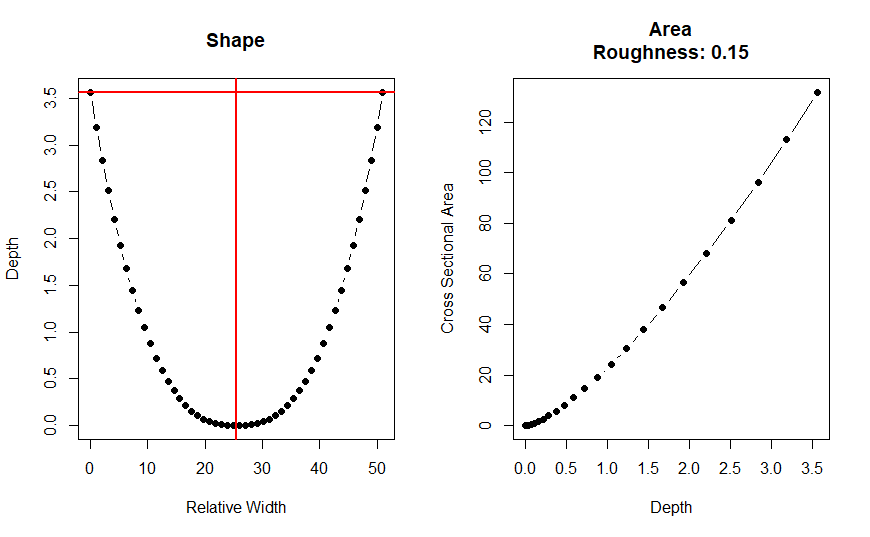 Shape
Depth
3.5
3.0
2.5
2.0
1.5
1.0
0.5
0.0
0 10 20 30 40 50
Relative Width
Area
Roughness: 0.15
Cross Sectional Area
120
100
80
60
40
20
0
0.0 0.5 1.0 1.5 2.0 2.5 3.0 3.5
Depth